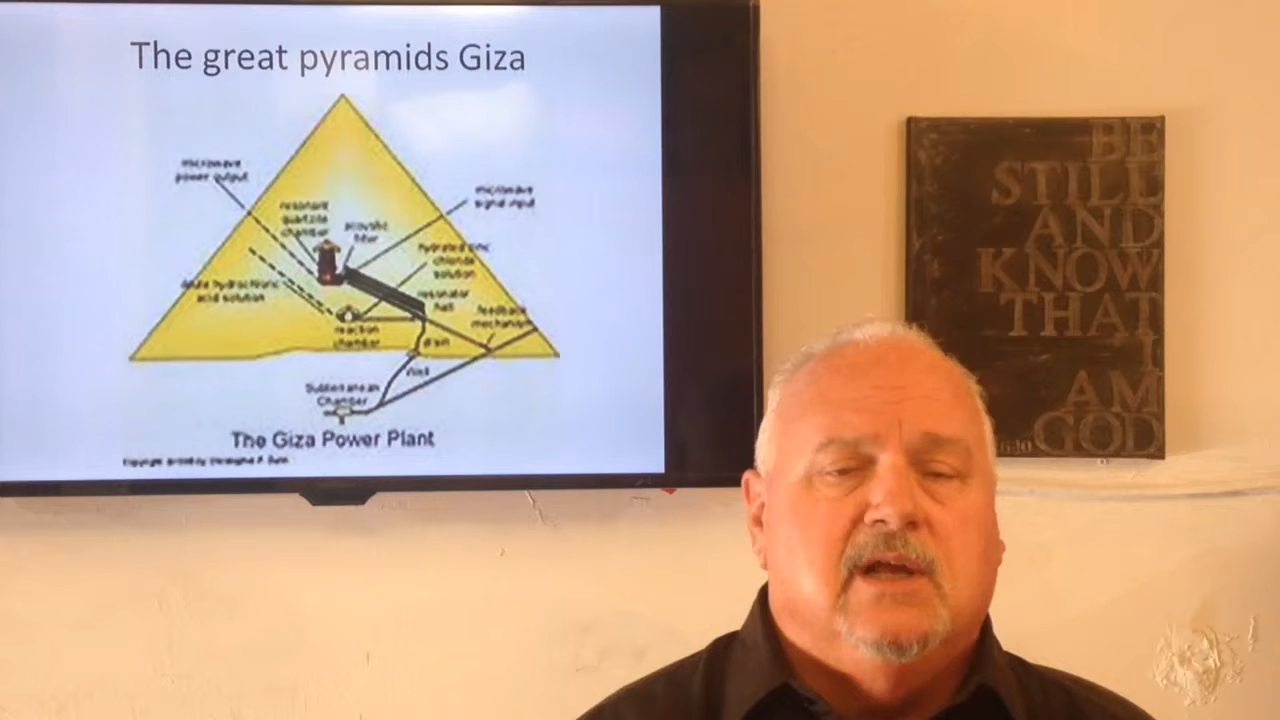 The great pyramids Giza
microwave
power output
microwave
signal input
resonant
quartzite
chamber
acoustic
filter
hydrated zinc
chloride
solution
dilute hydrochloric
acid solution
resonator
hall
feedback
mechanism
reaction
chamber
drain
Well
Subterranean
Chamber
The Giza Power Plant
BE
STILL
AND
KNOW
THAT
I
AM
GOD